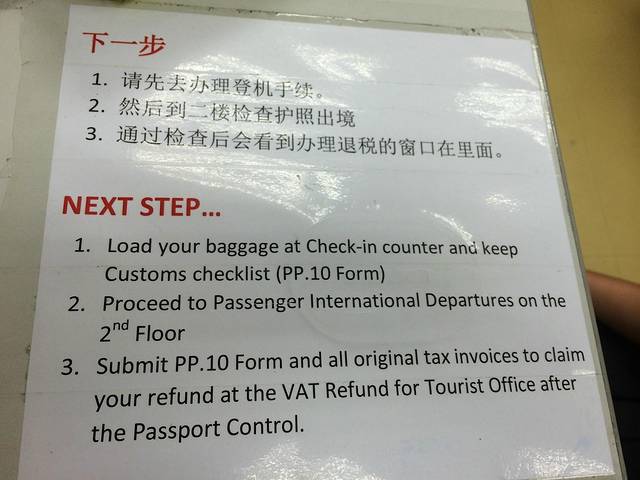 下一步
1. 请先去办理登机手续。
2. 然后到二楼检查护照出境
3. 通过检查后会看到办理退税的窗口在里面。
NEXT STEP...
1. Load your baggage at Check-in counter and keep
Customs checklist (PP.10 Form)
2. Proceed to Passenger International Departures on the
2nd Floor
3. Submit PP.10 Form and all original tax invoices to claim
your refund at the VAT Refund for Tourist Office after
the Passport Control.